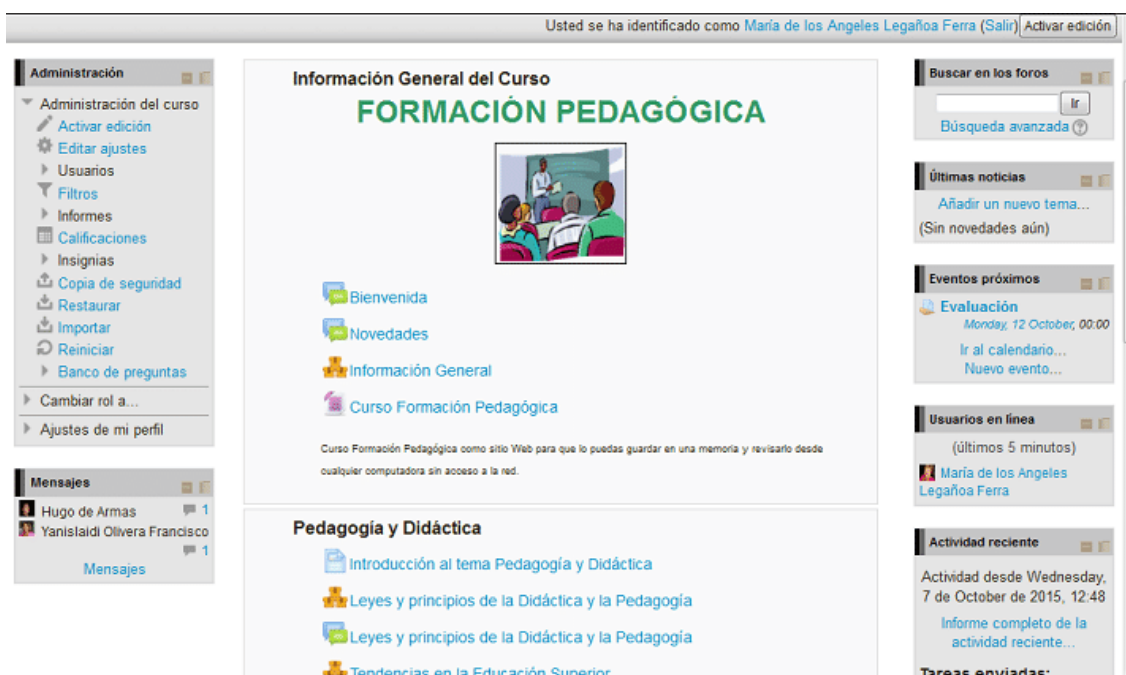 Usted se ha identificado como María de los Angeles Legañoa Ferra (Salir) Activar edición
Administración
Administración del curso
Activar edición
Editar ajustes
Usuarios
Filtros
Informes
Calificaciones
Insignias
Copia de seguridad
Restaurar
Importar
Reiniciar
Banco de preguntas
Cambiar rol a...
Ajustes de mi perfil
Mensajes
Hugo de Armas 1
Yanislaidi Olivera Francisco
1
Mensajes
Información General del Curso
FORMACIÓN PEDAGÓGICA
Bienvenida
Novedades
Información General
Curso Formación Pedagógica
Curso Formación Pedagógica como sitio Web para que lo puedas guardar en una memoria y revisarlo desde
cualquier computadora sin acceso a la red.
Pedagogía y Didáctica
Introducción al tema Pedagogía y Didáctica
Leyes y principios de la Didáctica y la Pedagogía
Leyes y principios de la Didáctica y la Pedagogía
Tendencias en la Educación Superior
Buscar en los foros
Ir
Búsqueda avanzada
Últimas noticias
Añadir un nuevo tema...
(Sin novedades aún)
Eventos próximos
Evaluación
Monday, 12 October, 00:00
Ir al calendario...
Nuevo evento...
Usuarios en línea
(últimos 5 minutos)
María de los Angeles
Legañoa Ferra
Actividad reciente
Actividad desde Wednesday,
7 de October de 2015, 12:48
Informe completo de la
actividad reciente...
Tareas enviadas: